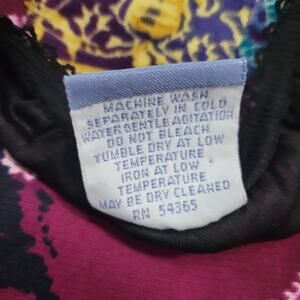 MACHINE WASH
SEPARATELY IN COLD
WATER GENTLE AGITATION
DO NOT BLEACH
TUMBLE DRY AT LOW
TEMPERATURE
IRON AT LOW
TEMPERATURE
MAY BE DRY CLEANED
RN 54365